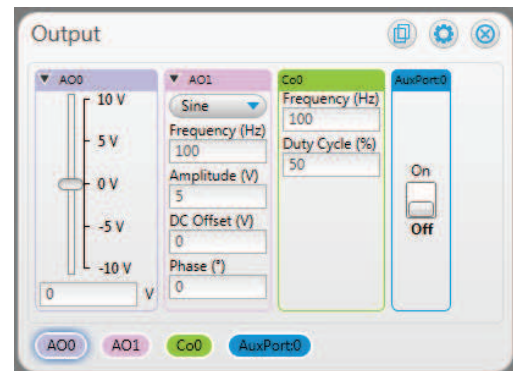 Output
▼ AO0
10 V
5 V
0 V
-5 V
-10 V
0 V
▼ AO1
Sine
Frequency (Hz)
100
Amplitude (V)
5
DC Offset (V)
0
Phase (°)
0
Co0
Frequency (Hz)
100
Duty Cycle (%)
50
AuxPort:0
On
Off
AO0 AO1 Co0 AuxPort:0